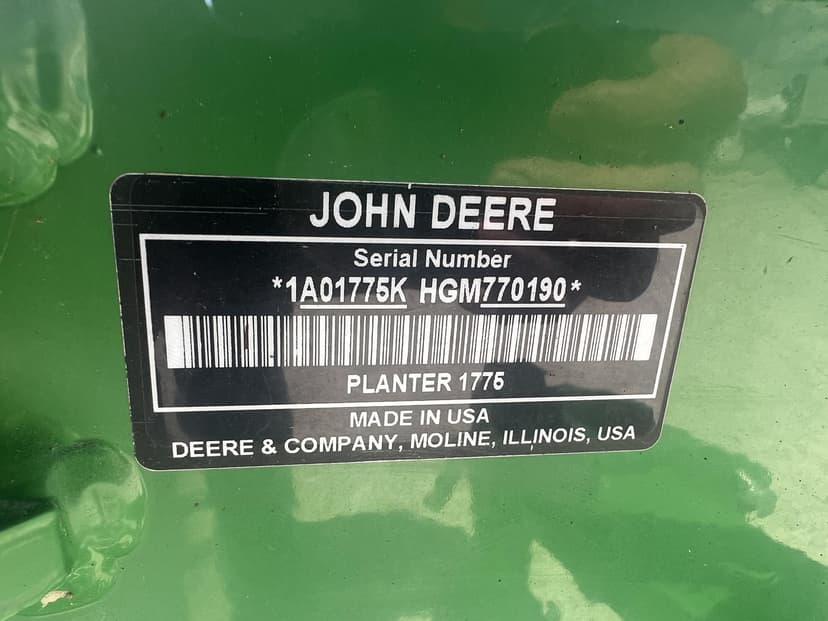 JOHN DEERE
Serial Number
*1A01775K HGM770190*
PLANTER 1775
MADE IN USA
DEERE & COMPANY, MOLINE, ILLINOIS, USA